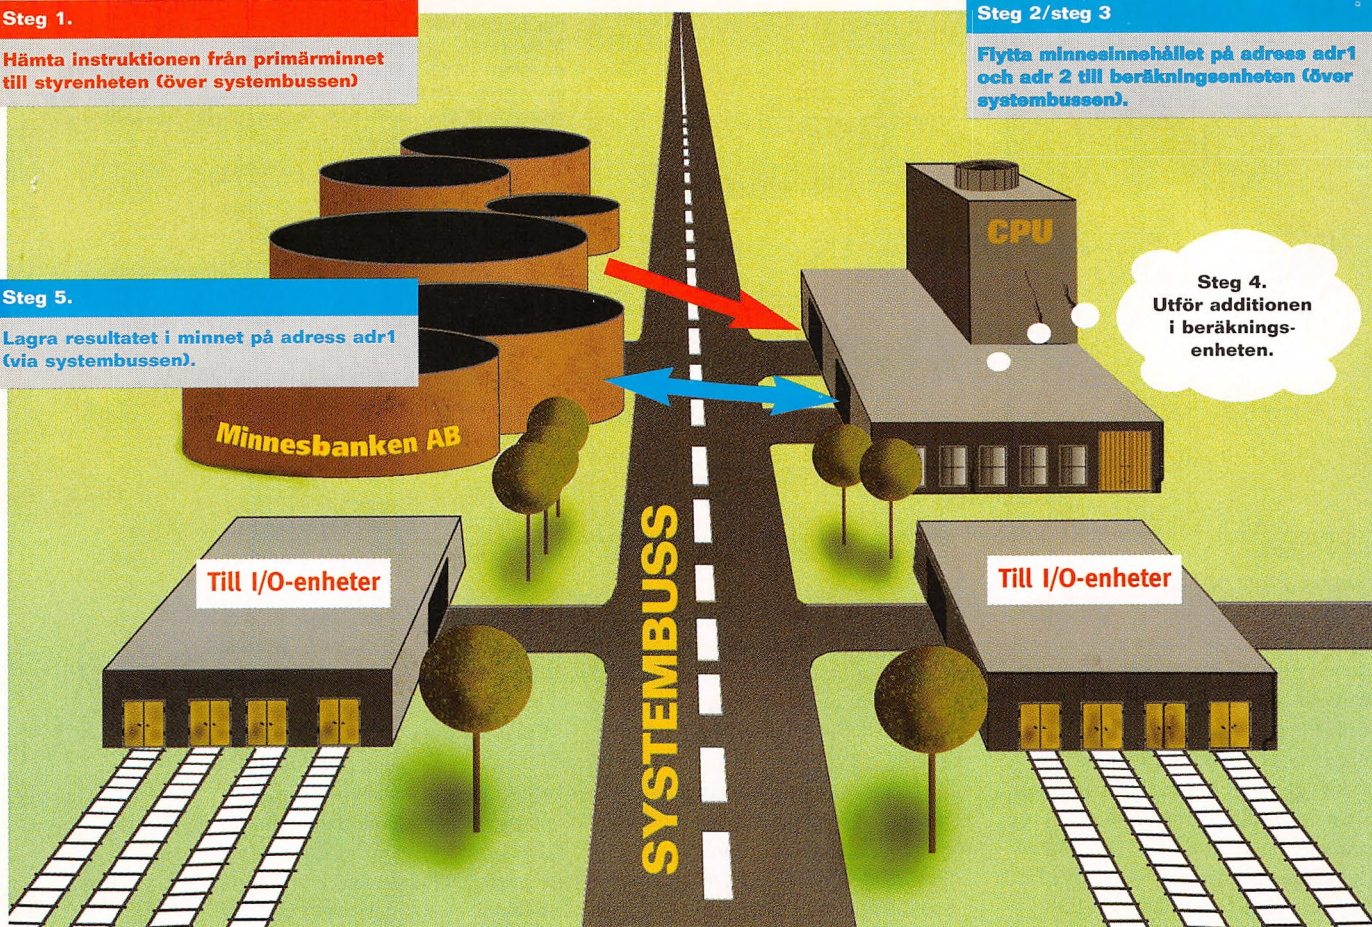 Steg 1.
Hämta instruktionen från primärminnet
till styrenheten (över systembussen)
Steg 2/steg 3
Flytta minnesinnehållet på adress adr1
och adr 2 till beräkningsenheten (över
systembussen).
CPU
Steg 4.
Utför additionen
i beräknings-
enheten.
Steg 5.
Lagra resultatet i minnet på adress adr1
(via systembussen).
Minnesbanken AB
SYSTEMBUSS
Till I/O-enheter
Till I/O-enheter